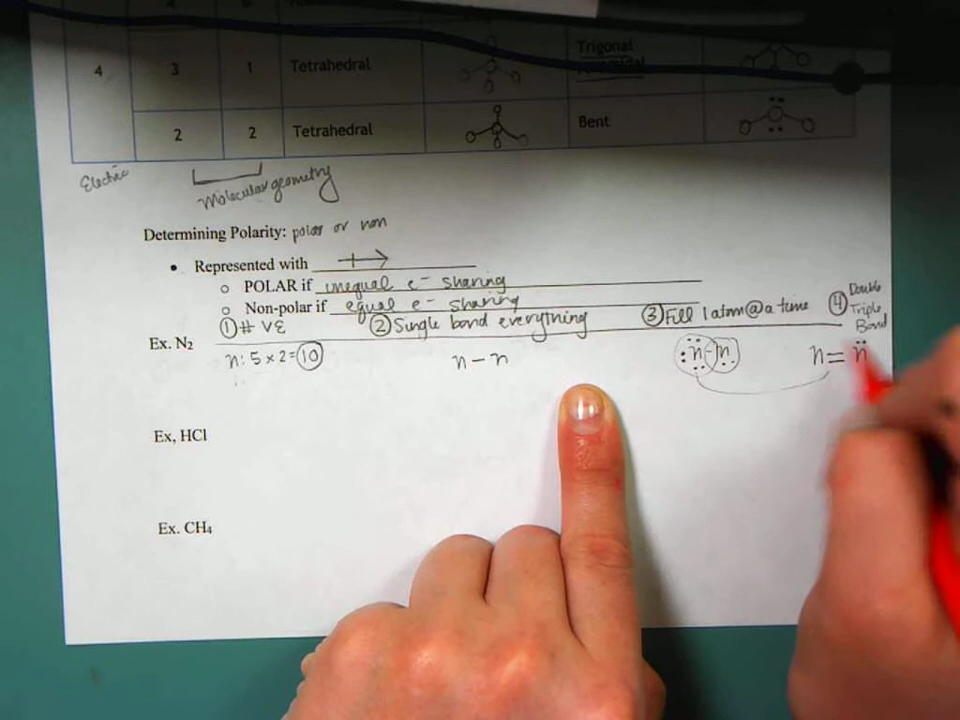 4 3 1 Tetrahedral Trigonal
2 2 Tetrahedral Bent
Electric
Molecular geometry
Determining Polarity: polar or non
• Represented with
o POLAR if unequal e- sharing
o Non-polar if equal e- sharing
① # VE ② Single bond everything ③ Fill 1 atom @ a time ④ Double
Triple
Bond
Ex. N₂
n: 5 x 2 = 10 n - n :n - n n = n
Ex, HCl
Ex. CH₄